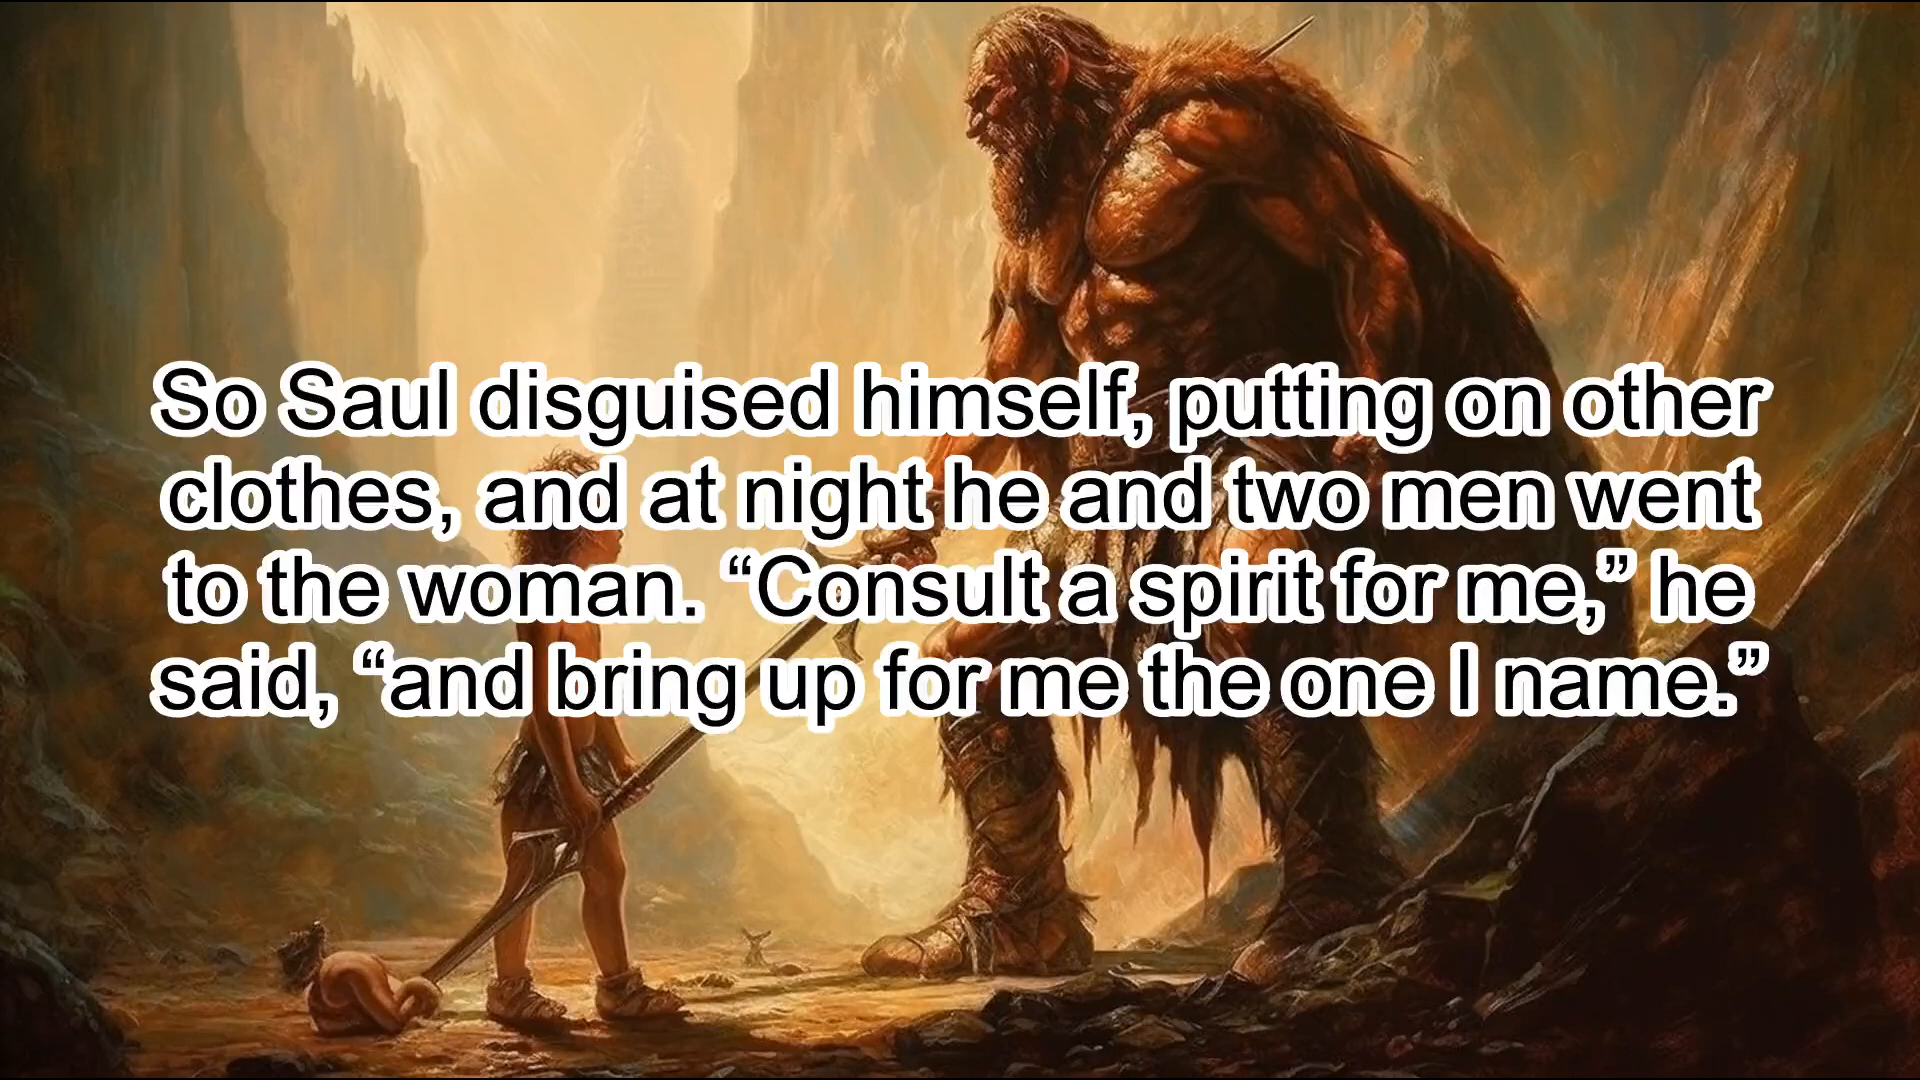 So Saul disguised himself, putting on other
clothes, and at night he and two men went
to the woman. “Consult a spirit for me,” he
said, “and bring up for me the one I name.”